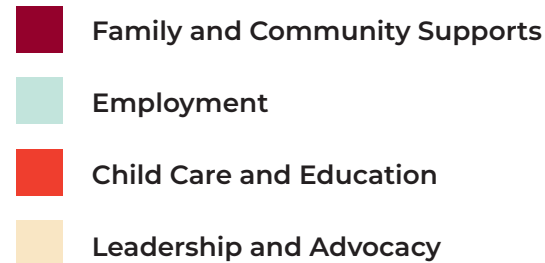 Family and Community Supports
Employment
Child Care and Education
Leadership and Advocacy